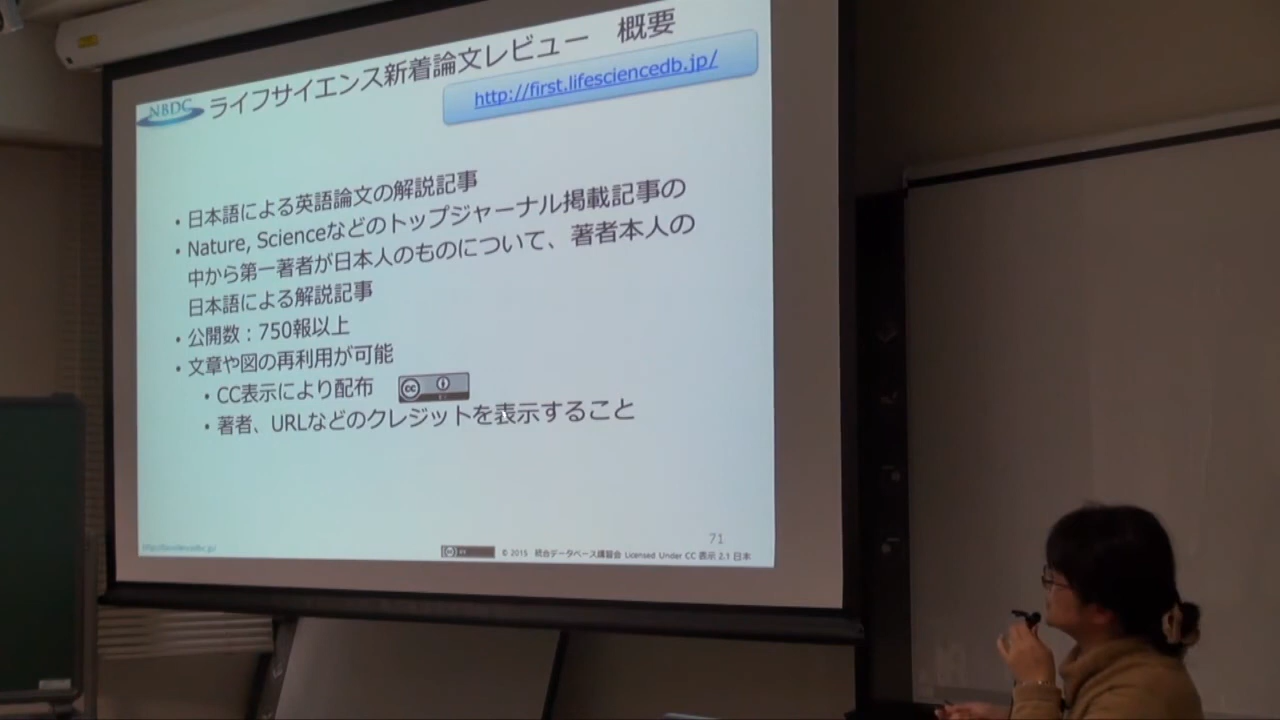 NBDC
ライフサイエンス新着論文レビュー 概要
http://first.lifesciencedb.jp/
・日本語による英語論文の解説記事
・Nature, Scienceなどのトップジャーナル掲載記事の
中から第一著者が日本人のものについて、著者本人の
日本語による解説記事
・公開数：750報以上
・文章や図の再利用が可能
・CC表示により配布
cc
・著者、URLなどのクレジットを表示すること
71
© 2015 統合データベース講習会 Licensed Under CC 表示 2.1 日本